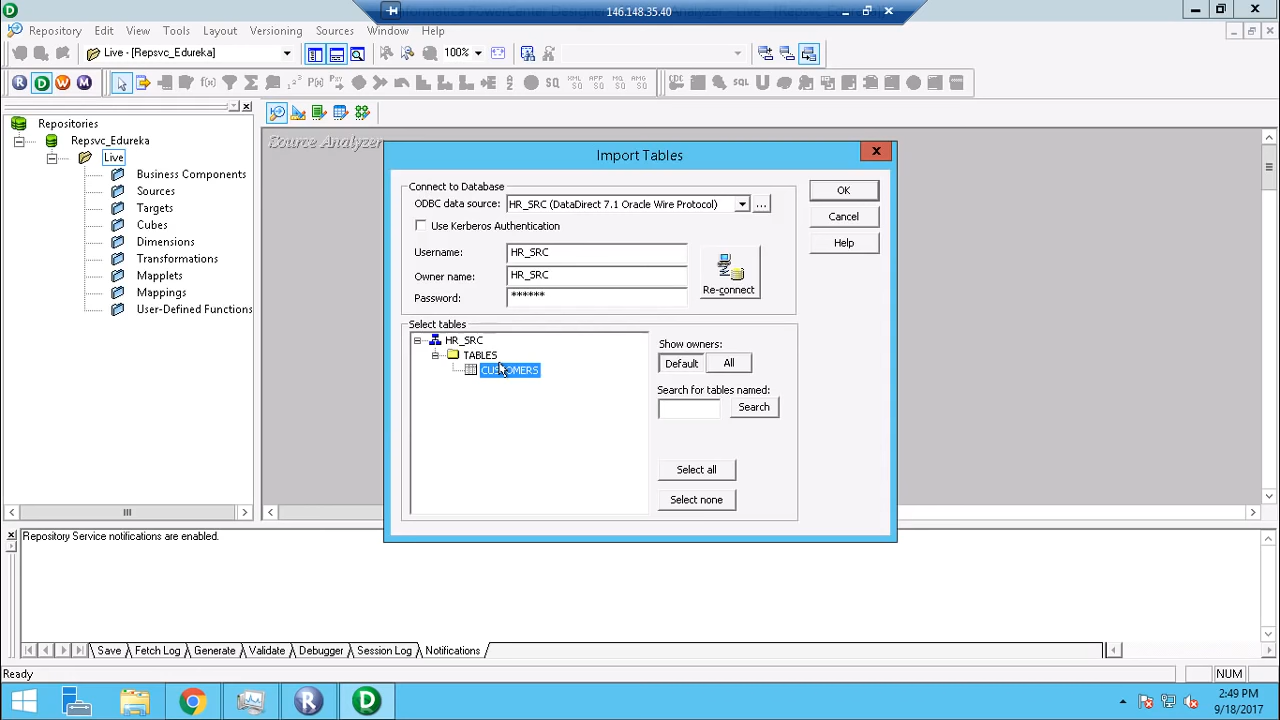 146.148.35.40
Repository Edit View Tools Layout Versioning Sources Window Help
Live - [Repsvc_Edureka]
100%
Source Analyzer
Repositories
Repsvc_Edureka
Live
Business Components
Sources
Targets
Cubes
Dimensions
Transformations
Mapplets
Mappings
User-Defined Functions
Import Tables
Connect to Database
ODBC data source: HR_SRC (DataDirect 7.1 Oracle Wire Protocol) ...
Use Kerberos Authentication
Username: HR_SRC
Owner name: HR_SRC
Password: ******
Re-connect
OK
Cancel
Help
Select tables
HR_SRC
TABLES
CUSTOMERS
Show owners:
Default All
Search for tables named:
Search
Select all
Select none
Repository Service notifications are enabled.
Save Fetch Log Generate Validate Debugger Session Log Notifications
Ready
NUM
2:49 PM
9/18/2017